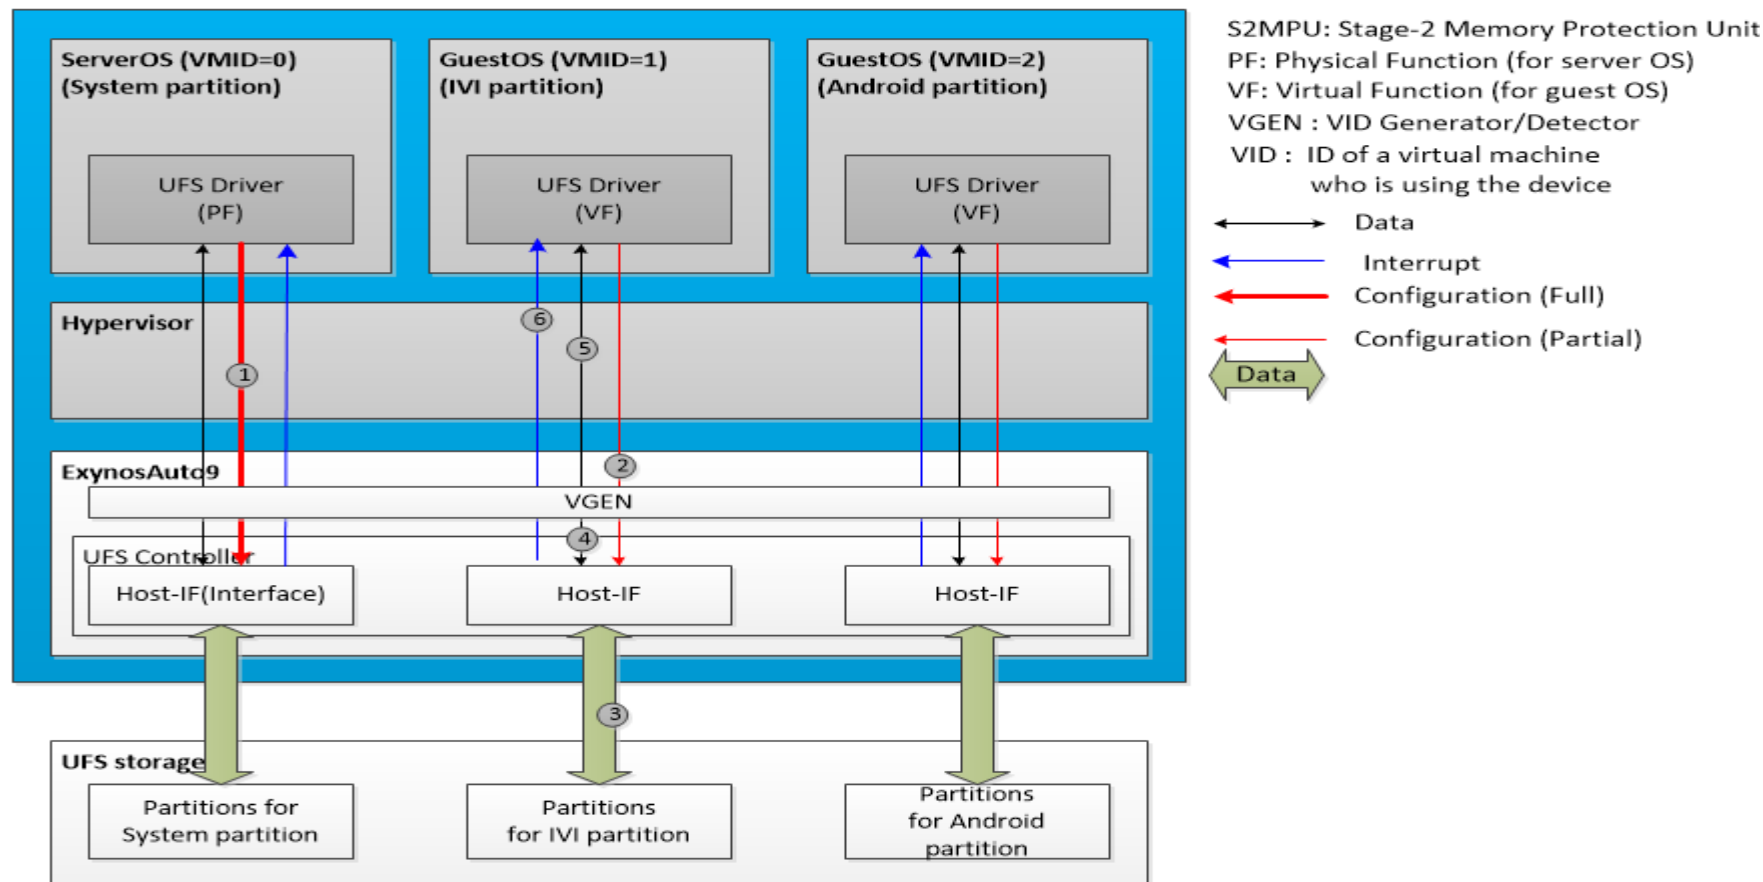 ServerOS (VMID=0)
(System partition)
GuestOS (VMID=1)
(IVI partition)
GuestOS (VMID=2)
(Android partition)
UFS Driver
(PF)
UFS Driver
(VF)
UFS Driver
(VF)
Hypervisor
6
5
1
2
ExynosAuto9
VGEN
4
UFS Controller
Host-IF(Interface)
Host-IF
Host-IF
3
UFS storage
Partitions for
System partition
Partitions
for IVI partition
Partitions
for Android
partition
S2MPU: Stage-2 Memory Protection Unit
PF: Physical Function (for server OS)
VF: Virtual Function (for guest OS)
VGEN : VID Generator/Detector
VID : ID of a virtual machine
who is using the device
Data
Interrupt
Configuration (Full)
Configuration (Partial)
Data